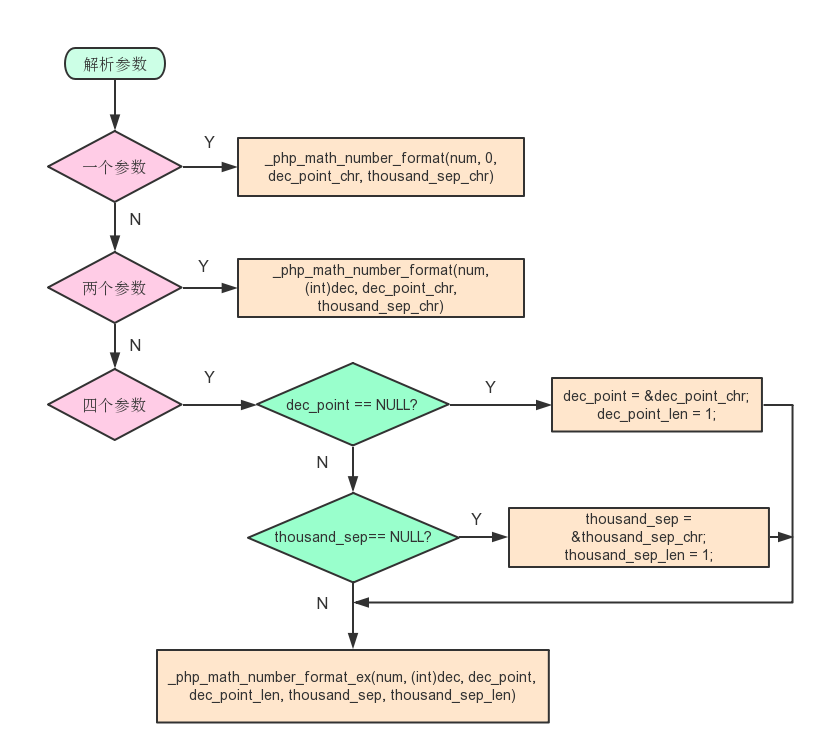 解析参数
Y
一个参数
_php_math_number_format(num, 0,
dec_point_chr, thousand_sep_chr)
N
Y
两个参数
_php_math_number_format(num,
(int)dec, dec_point_chr,
thousand_sep_chr)
N
Y
四个参数
dec_point == NULL?
Y
dec_point = &dec_point_chr;
dec_point_len = 1;
N
thousand_sep== NULL?
Y
thousand_sep =
&thousand_sep_chr;
thousand_sep_len = 1;
N
_php_math_number_format_ex(num, (int)dec, dec_point,
dec_point_len, thousand_sep, thousand_sep_len)